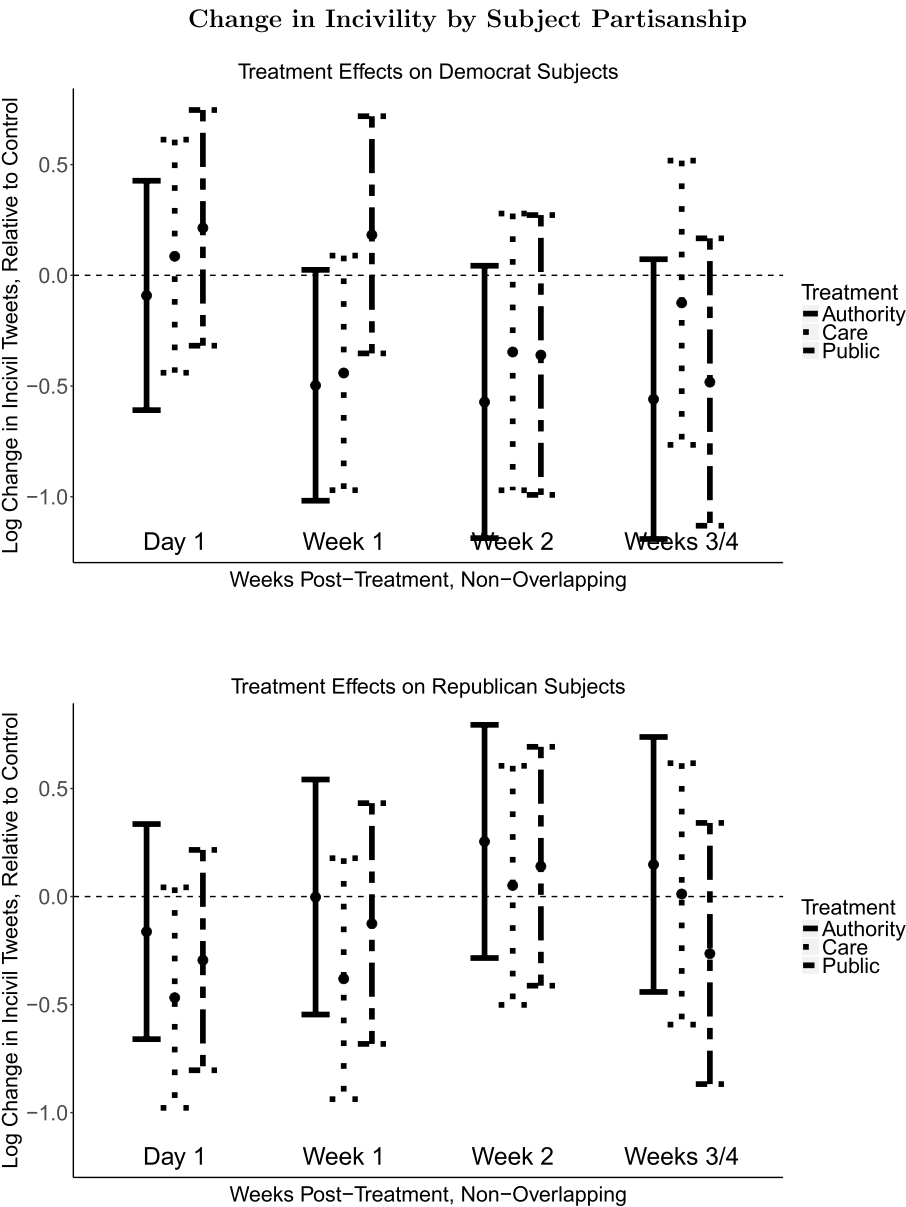 Change in Incivility by Subject Partisanship
Treatment Effects on Democrat Subjects
Log Change in Incivil Tweets, Relative to Control
0.5
0.0
−0.5
−1.0
Day 1
Week 1
Week 2
Weeks 3/4
Weeks Post−Treatment, Non−Overlapping
Treatment
Authority
Care
Public
Treatment Effects on Republican Subjects
Log Change in Incivil Tweets, Relative to Control
0.5
0.0
−0.5
−1.0
Day 1
Week 1
Week 2
Weeks 3/4
Weeks Post−Treatment, Non−Overlapping
Treatment
Authority
Care
Public